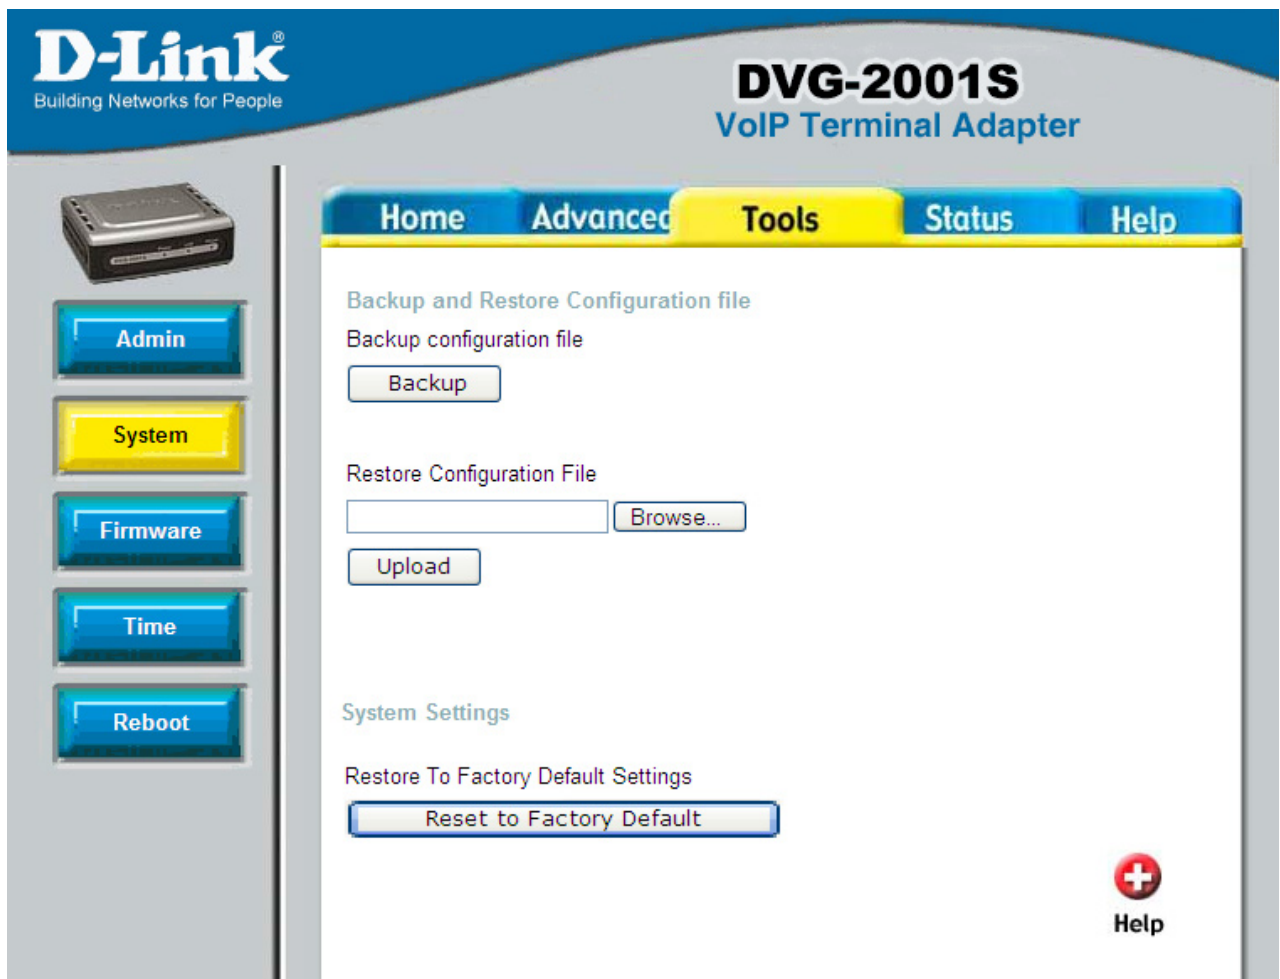 D-Link®
Building Networks for People
DVG-2001S
VoIP Terminal Adapter
Home Advanced Tools Status Help
Admin
System
Firmware
Time
Reboot
Backup and Restore Configuration file
Backup configuration file
Backup
Restore Configuration File
Browse...
Upload
System Settings
Restore To Factory Default Settings
Reset to Factory Default
Help